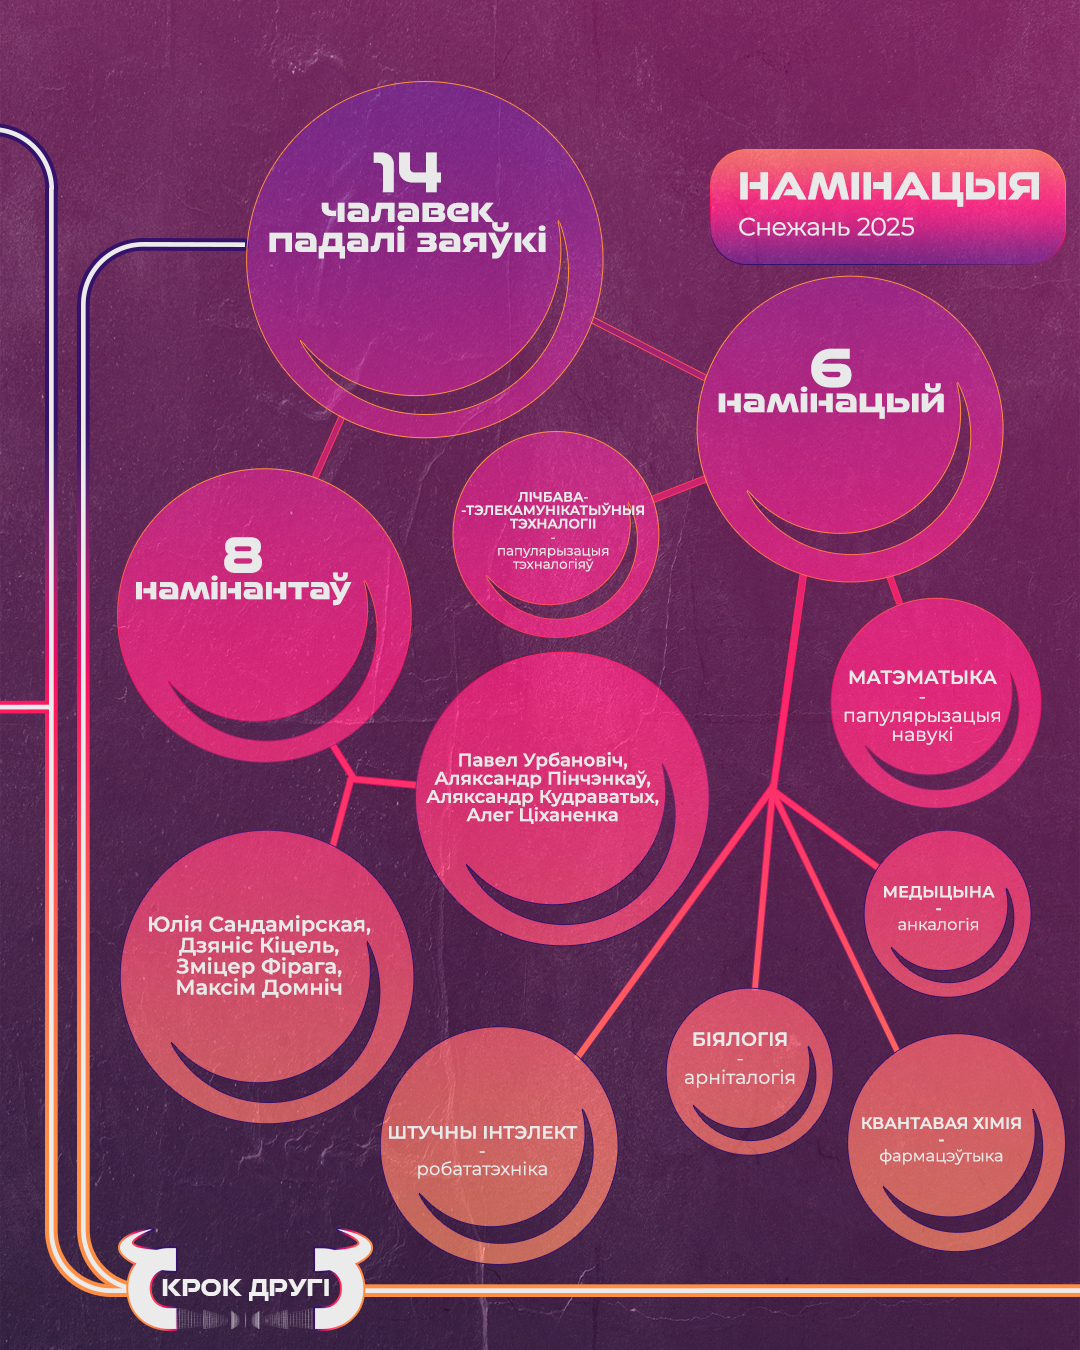 14
чалавек
падалі заяўкі
НАМІНАЦЫЯ
Снежань 2025
6
намінацый
ЛІЧБАВА-
-ТЭЛЕКАМУНІКАТЫЎНЫЯ
ТЭХНАЛОГІІ
-
папулярызацыя
тэхналогіяў
8
намінантаў
МАТЭМАТЫКА
-
папулярызацыя
навукі
Павел Урбановіч,
Аляксандр Пінчэнкаў,
Аляксандр Кудраватых,
Алег Ціханенка
МЕДЫЦЫНА
-
анкалогія
Юлія Сандамірская,
Дзяніс Кіцель,
Зміцер Фірага,
Максім Домніч
БІЯЛОГІЯ
-
арніталогія
ШТУЧНЫ ІНТЭЛЕКТ
-
робататэхніка
КВАНТАВАЯ ХІМІЯ
-
фармацэўтыка
КРОК ДРУГІ